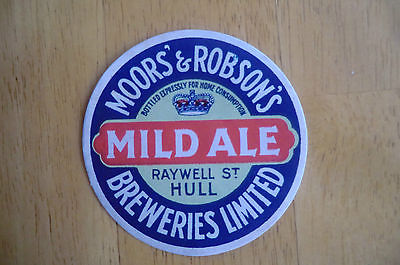 MOORS' & ROBSON'S
BOTTLED EXPRESSLY FOR HOME CONSUMPTION
MILD ALE
RAYWELL ST
HULL
BREWERIES LIMITED